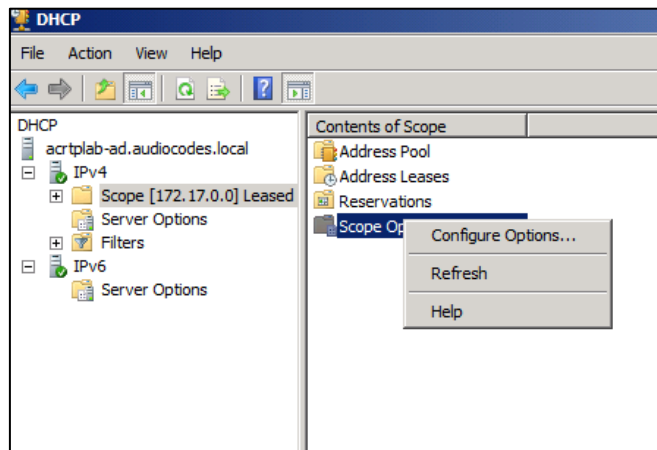 DHCP
File Action View Help
DHCP
acrtplab-ad.audiocodes.local
IPv4
Scope [172.17.0.0] Leased
Server Options
Filters
IPv6
Server Options
Contents of Scope
Address Pool
Address Leases
Reservations
Scope Op
Configure Options...
Refresh
Help